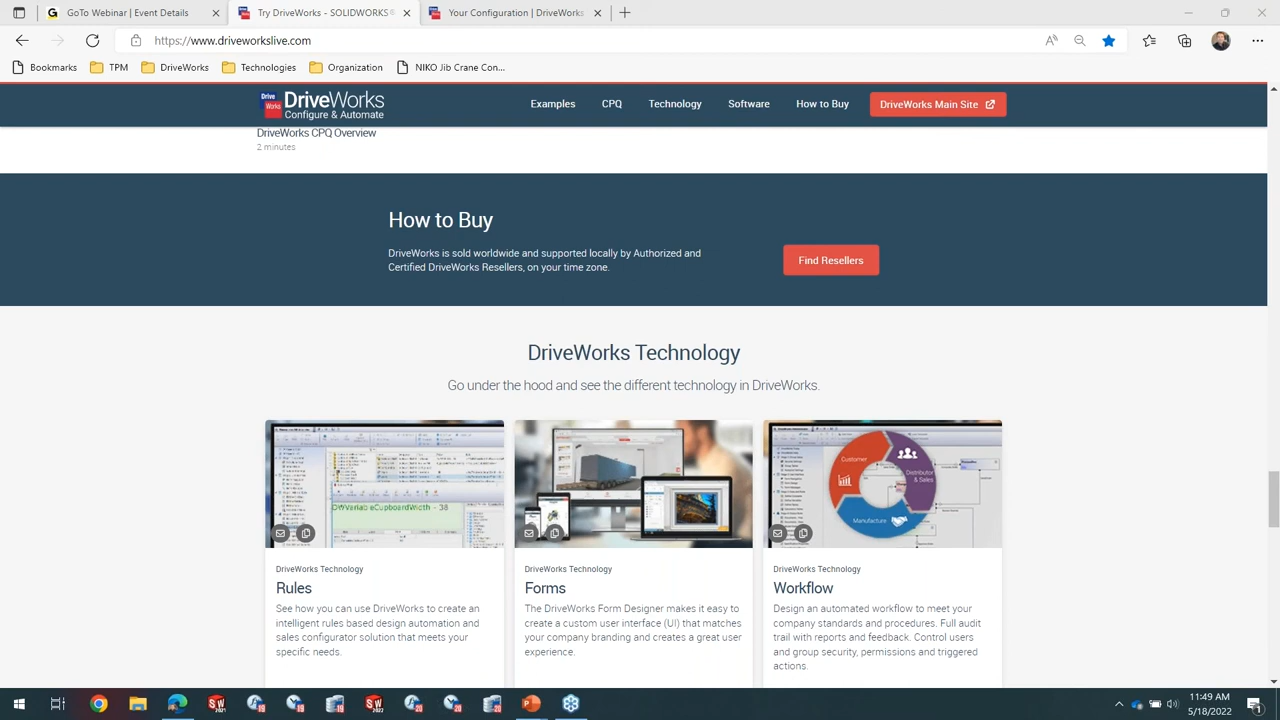 GoTo Webinar | Event Details
Try DriveWorks - SOLIDWORKS®
Your Configuration | DriveWorks
https://www.driveworkslive.com
Bookmarks
TPM
DriveWorks
Technologies
Organization
NIKO Jib Crane Con...
Drive Works
DriveWorks
Configure & Automate
Examples
CPQ
Technology
Software
How to Buy
DriveWorks Main Site
DriveWorks CPQ Overview
2 minutes
How to Buy
DriveWorks is sold worldwide and supported locally by Authorized and
Certified DriveWorks Resellers, on your time zone.
Find Resellers
DriveWorks Technology
Go under the hood and see the different technology in DriveWorks.
DWVariableCupboardWidth - 38
Customer
Distributor
& Sales
Manufacture
DriveWorks Technology
Rules
See how you can use DriveWorks to create an
intelligent rules based design automation and
sales configurator solution that meets your
specific needs.
DriveWorks Technology
Forms
The DriveWorks Form Designer makes it easy to
create a custom user interface (UI) that matches
your company branding and creates a great user
experience.
DriveWorks Technology
Workflow
Design an automated workflow to meet your
company standards and procedures. Full audit
trail with reports and feedback. Control users
and group security, permissions and triggered
actions.
11:49 AM
5/18/2022